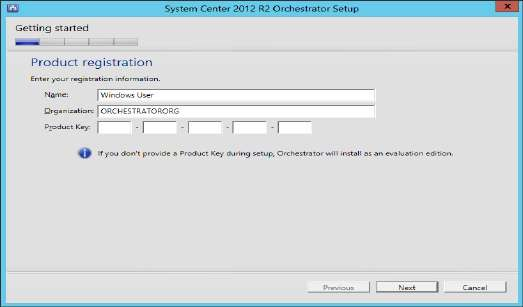 System Center 2012 R2 Orchestrator Setup
Getting started
Product registration
Enter your registration information.
Name: Windows User
Organization: ORCHESTRATORORG
Product Key: - - - -
If you don't provide a Product Key during setup, Orchestrator will install as an evaluation edition.
Previous Next Cancel